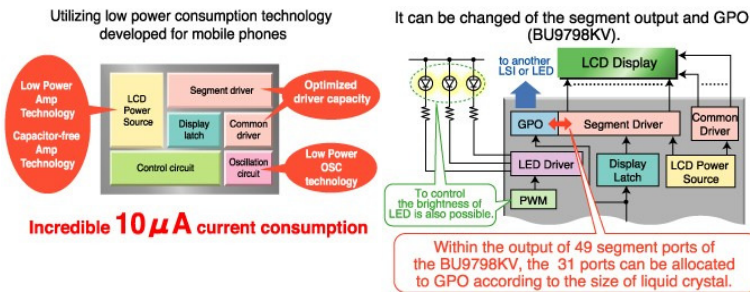 Utilizing low power consumption technology
developed for mobile phones
Low Power
Amp
Technology
Capacitor-free
Amp
Technology
LCD
Power
Source
Segment driver
Display
latch
Common
driver
Control circuit
Oscillation
circuit
Optimized
driver capacity
Low Power
OSC
technology
Incredible 10μA current consumption
It can be changed of the segment output and GPO
(BU9798KV).
to another
LSI or LED
LCD Display
GPO
Segment Driver
Common
Driver
LED Driver
Display
Latch
LCD Power
Source
PWM
To control
the brightness of
LED is also possible.
Within the output of 49 segment ports of
the BU9798KV, the 31 ports can be allocated
to GPO according to the size of liquid crystal.